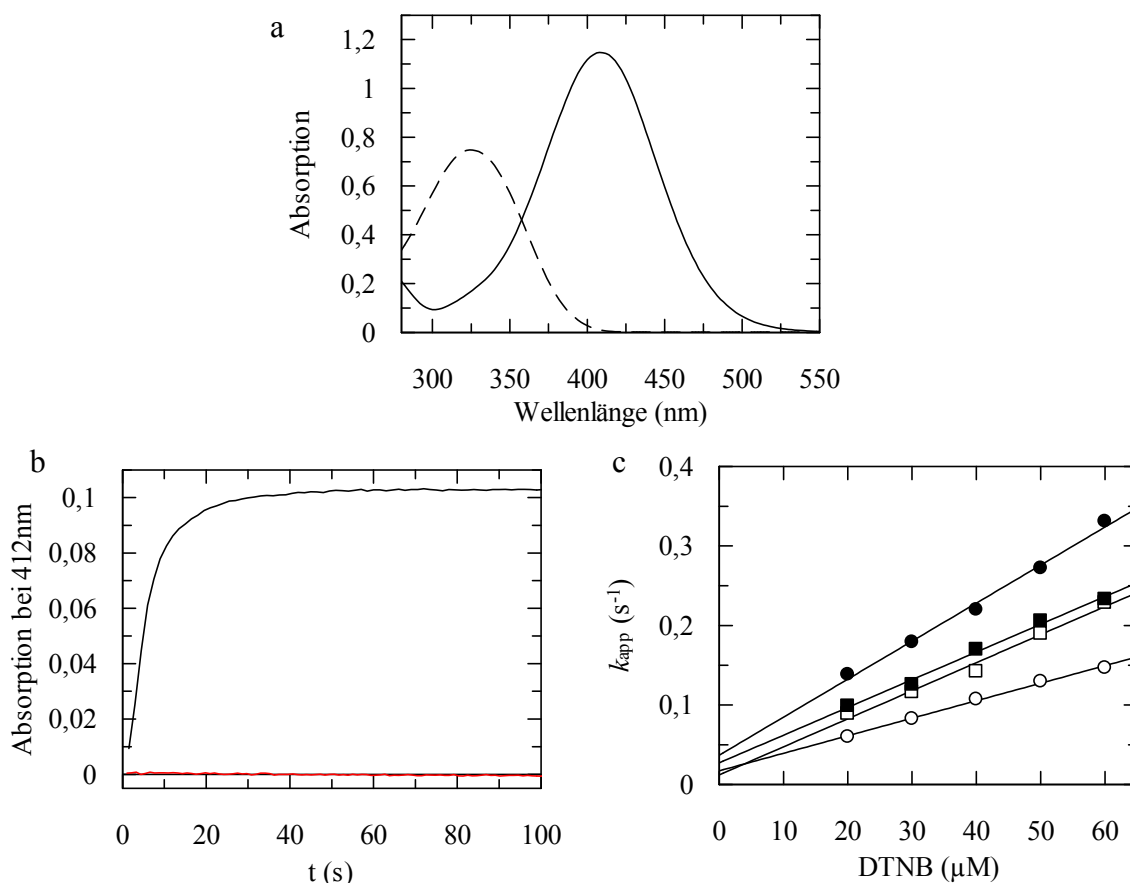 a
Absorption
1,2
1
0,8
0,6
0,4
0,2
0
300 350 400 450 500 550
Wellenlänge (nm)
b
Absorption bei 412nm
0,1
0,08
0,06
0,04
0,02
0
0 20 40 60 80 100
t (s)
c
k_app (s⁻¹)
0,4
0,3
0,2
0,1
0
0 20 30 40 50 60
DTNB (µM)